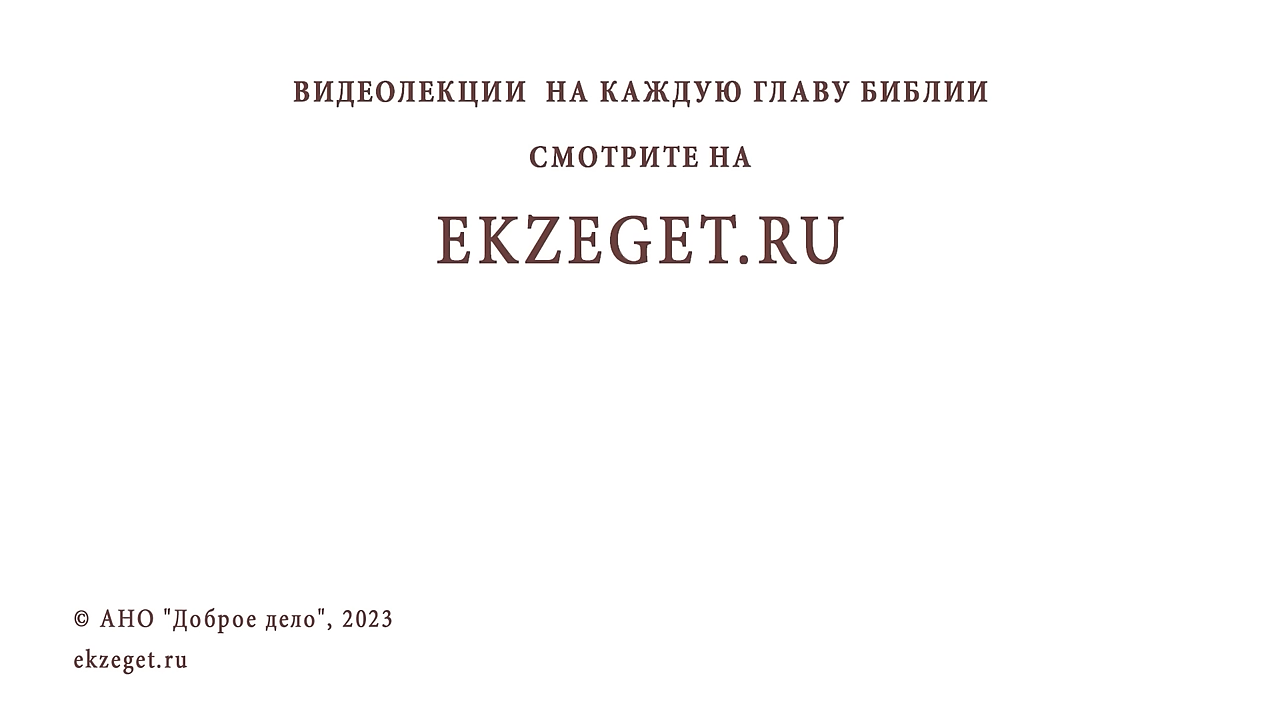 ВИДЕОЛЕКЦИИ  НА КАЖДУЮ ГЛАВУ БИБЛИИ
СМОТРИТЕ НА
EKZEGET.RU
© АНО "Доброе дело", 2023
ekzeget.ru